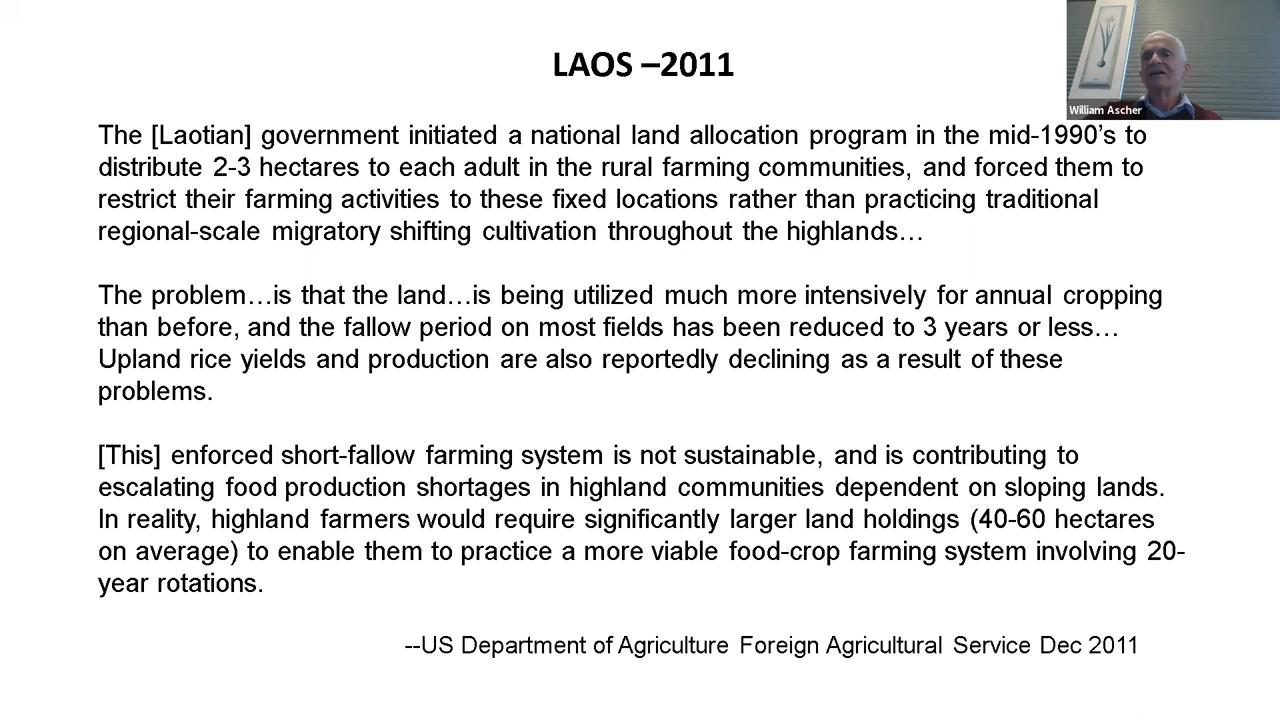 LAOS –2011
William Ascher
The [Laotian] government initiated a national land allocation program in the mid-1990’s to
distribute 2-3 hectares to each adult in the rural farming communities, and forced them to
restrict their farming activities to these fixed locations rather than practicing traditional
regional-scale migratory shifting cultivation throughout the highlands…
The problem…is that the land…is being utilized much more intensively for annual cropping
than before, and the fallow period on most fields has been reduced to 3 years or less…
Upland rice yields and production are also reportedly declining as a result of these
problems.
[This] enforced short-fallow farming system is not sustainable, and is contributing to
escalating food production shortages in highland communities dependent on sloping lands.
In reality, highland farmers would require significantly larger land holdings (40-60 hectares
on average) to enable them to practice a more viable food-crop farming system involving 20-
year rotations.
--US Department of Agriculture Foreign Agricultural Service Dec 2011